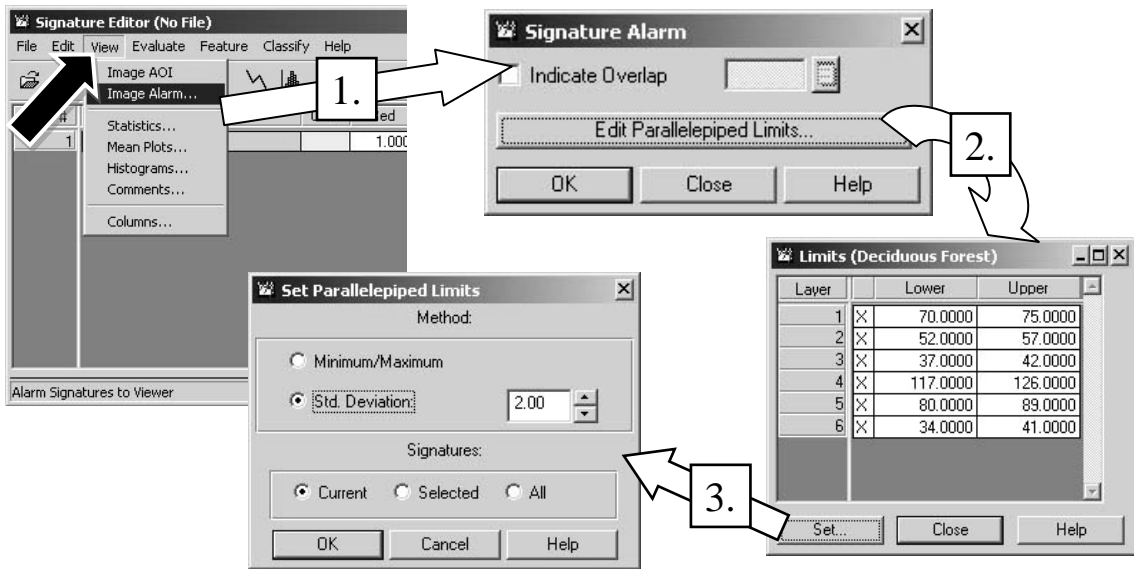 Signature Editor (No File)
File Edit View Evaluate Feature Classify Help
Image AOI
Image Alarm...
Statistics...
Mean Plots...
Histograms...
Comments...
Columns...
#
1
1.000
Alarm Signatures to Viewer
1.
Signature Alarm
Indicate Overlap
Edit Parallelepiped Limits...
OK Close Help
2.
Limits (Deciduous Forest)
Layer Lower Upper
1 X 70.0000 75.0000
2 X 52.0000 57.0000
3 X 37.0000 42.0000
4 X 117.0000 126.0000
5 X 80.0000 89.0000
6 X 34.0000 41.0000
Set... Close Help
3.
Set Parallelepiped Limits
Method:
Minimum/Maximum
Std. Deviation: 2.00
Signatures:
Current Selected All
OK Cancel Help